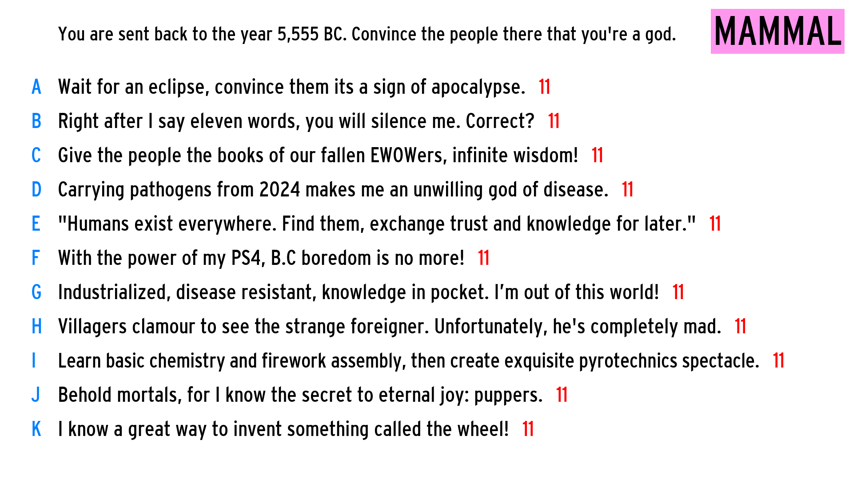 You are sent back to the year 5,555 BC. Convince the people there that you're a god. MAMMAL
A Wait for an eclipse, convince them its a sign of apocalypse. 11
B Right after I say eleven words, you will silence me. Correct? 11
C Give the people the books of our fallen EWOWers, infinite wisdom! 11
D Carrying pathogens from 2024 makes me an unwilling god of disease. 11
E "Humans exist everywhere. Find them, exchange trust and knowledge for later." 11
F With the power of my PS4, B.C boredom is no more! 11
G Industrialized, disease resistant, knowledge in pocket. I’m out of this world! 11
H Villagers clamour to see the strange foreigner. Unfortunately, he's completely mad. 11
I Learn basic chemistry and firework assembly, then create exquisite pyrotechnics spectacle. 11
J Behold mortals, for I know the secret to eternal joy: puppers. 11
K I know a great way to invent something called the wheel! 11